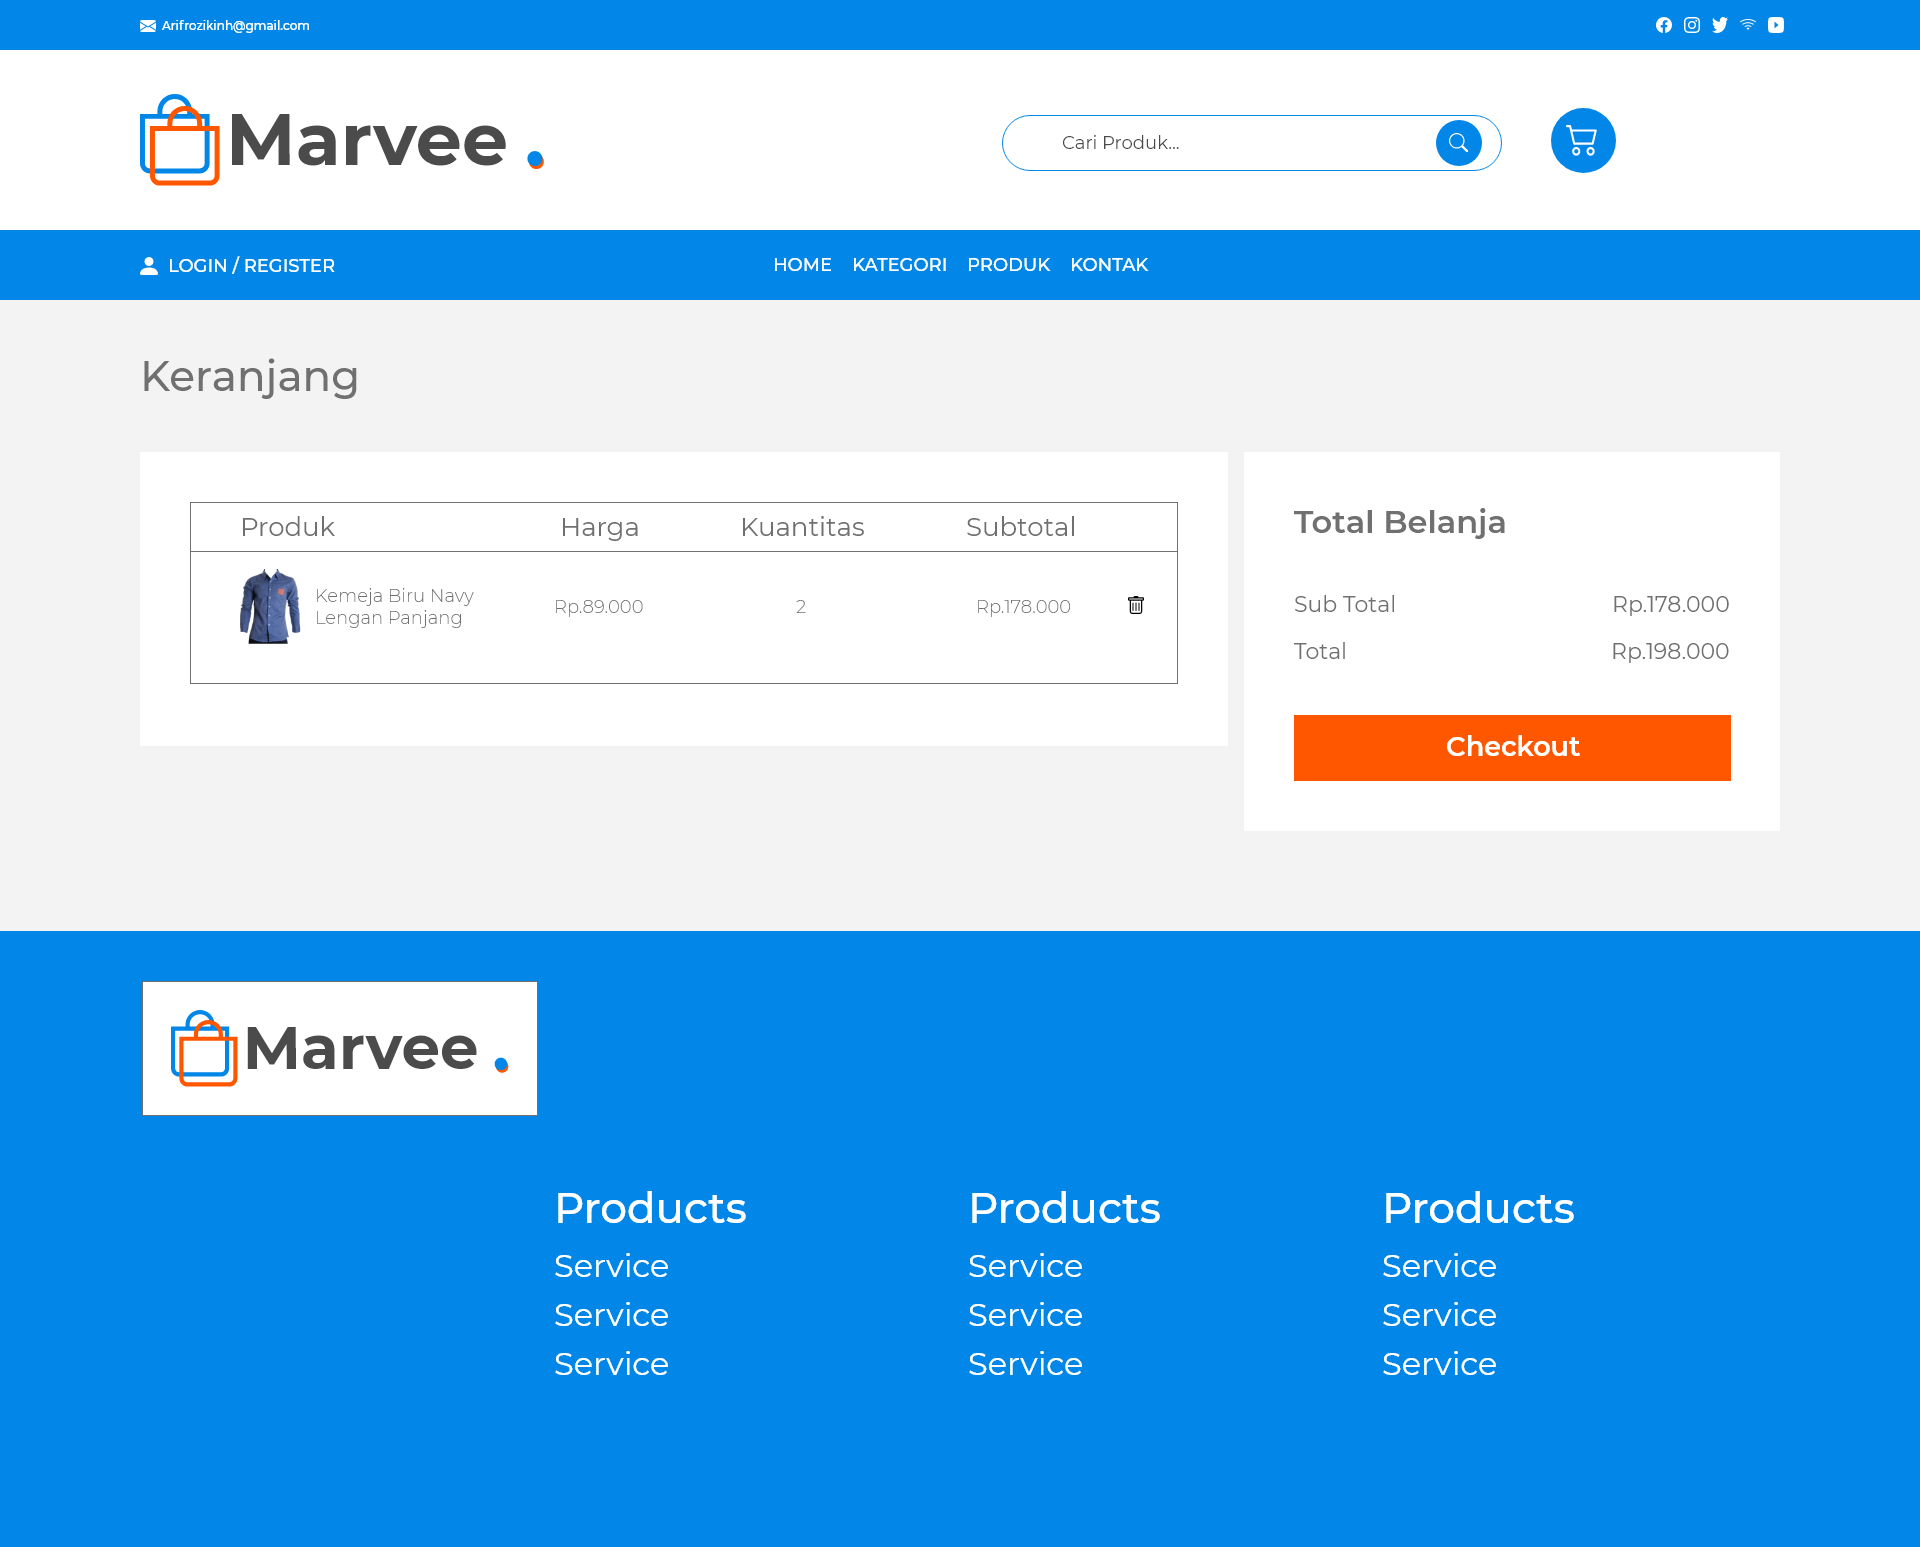 Arifrozikinh@gmail.com
Marvee .
Cari Produk...
LOGIN / REGISTER
HOME KATEGORI PRODUK KONTAK
Keranjang
Produk Harga Kuantitas Subtotal
Kemeja Biru Navy
Lengan Panjang
Rp.89.000 2 Rp.178.000
Total Belanja
Sub Total Rp.178.000
Total Rp.198.000
Checkout
Marvee .
Products Products Products
Service Service Service
Service Service Service
Service Service Service